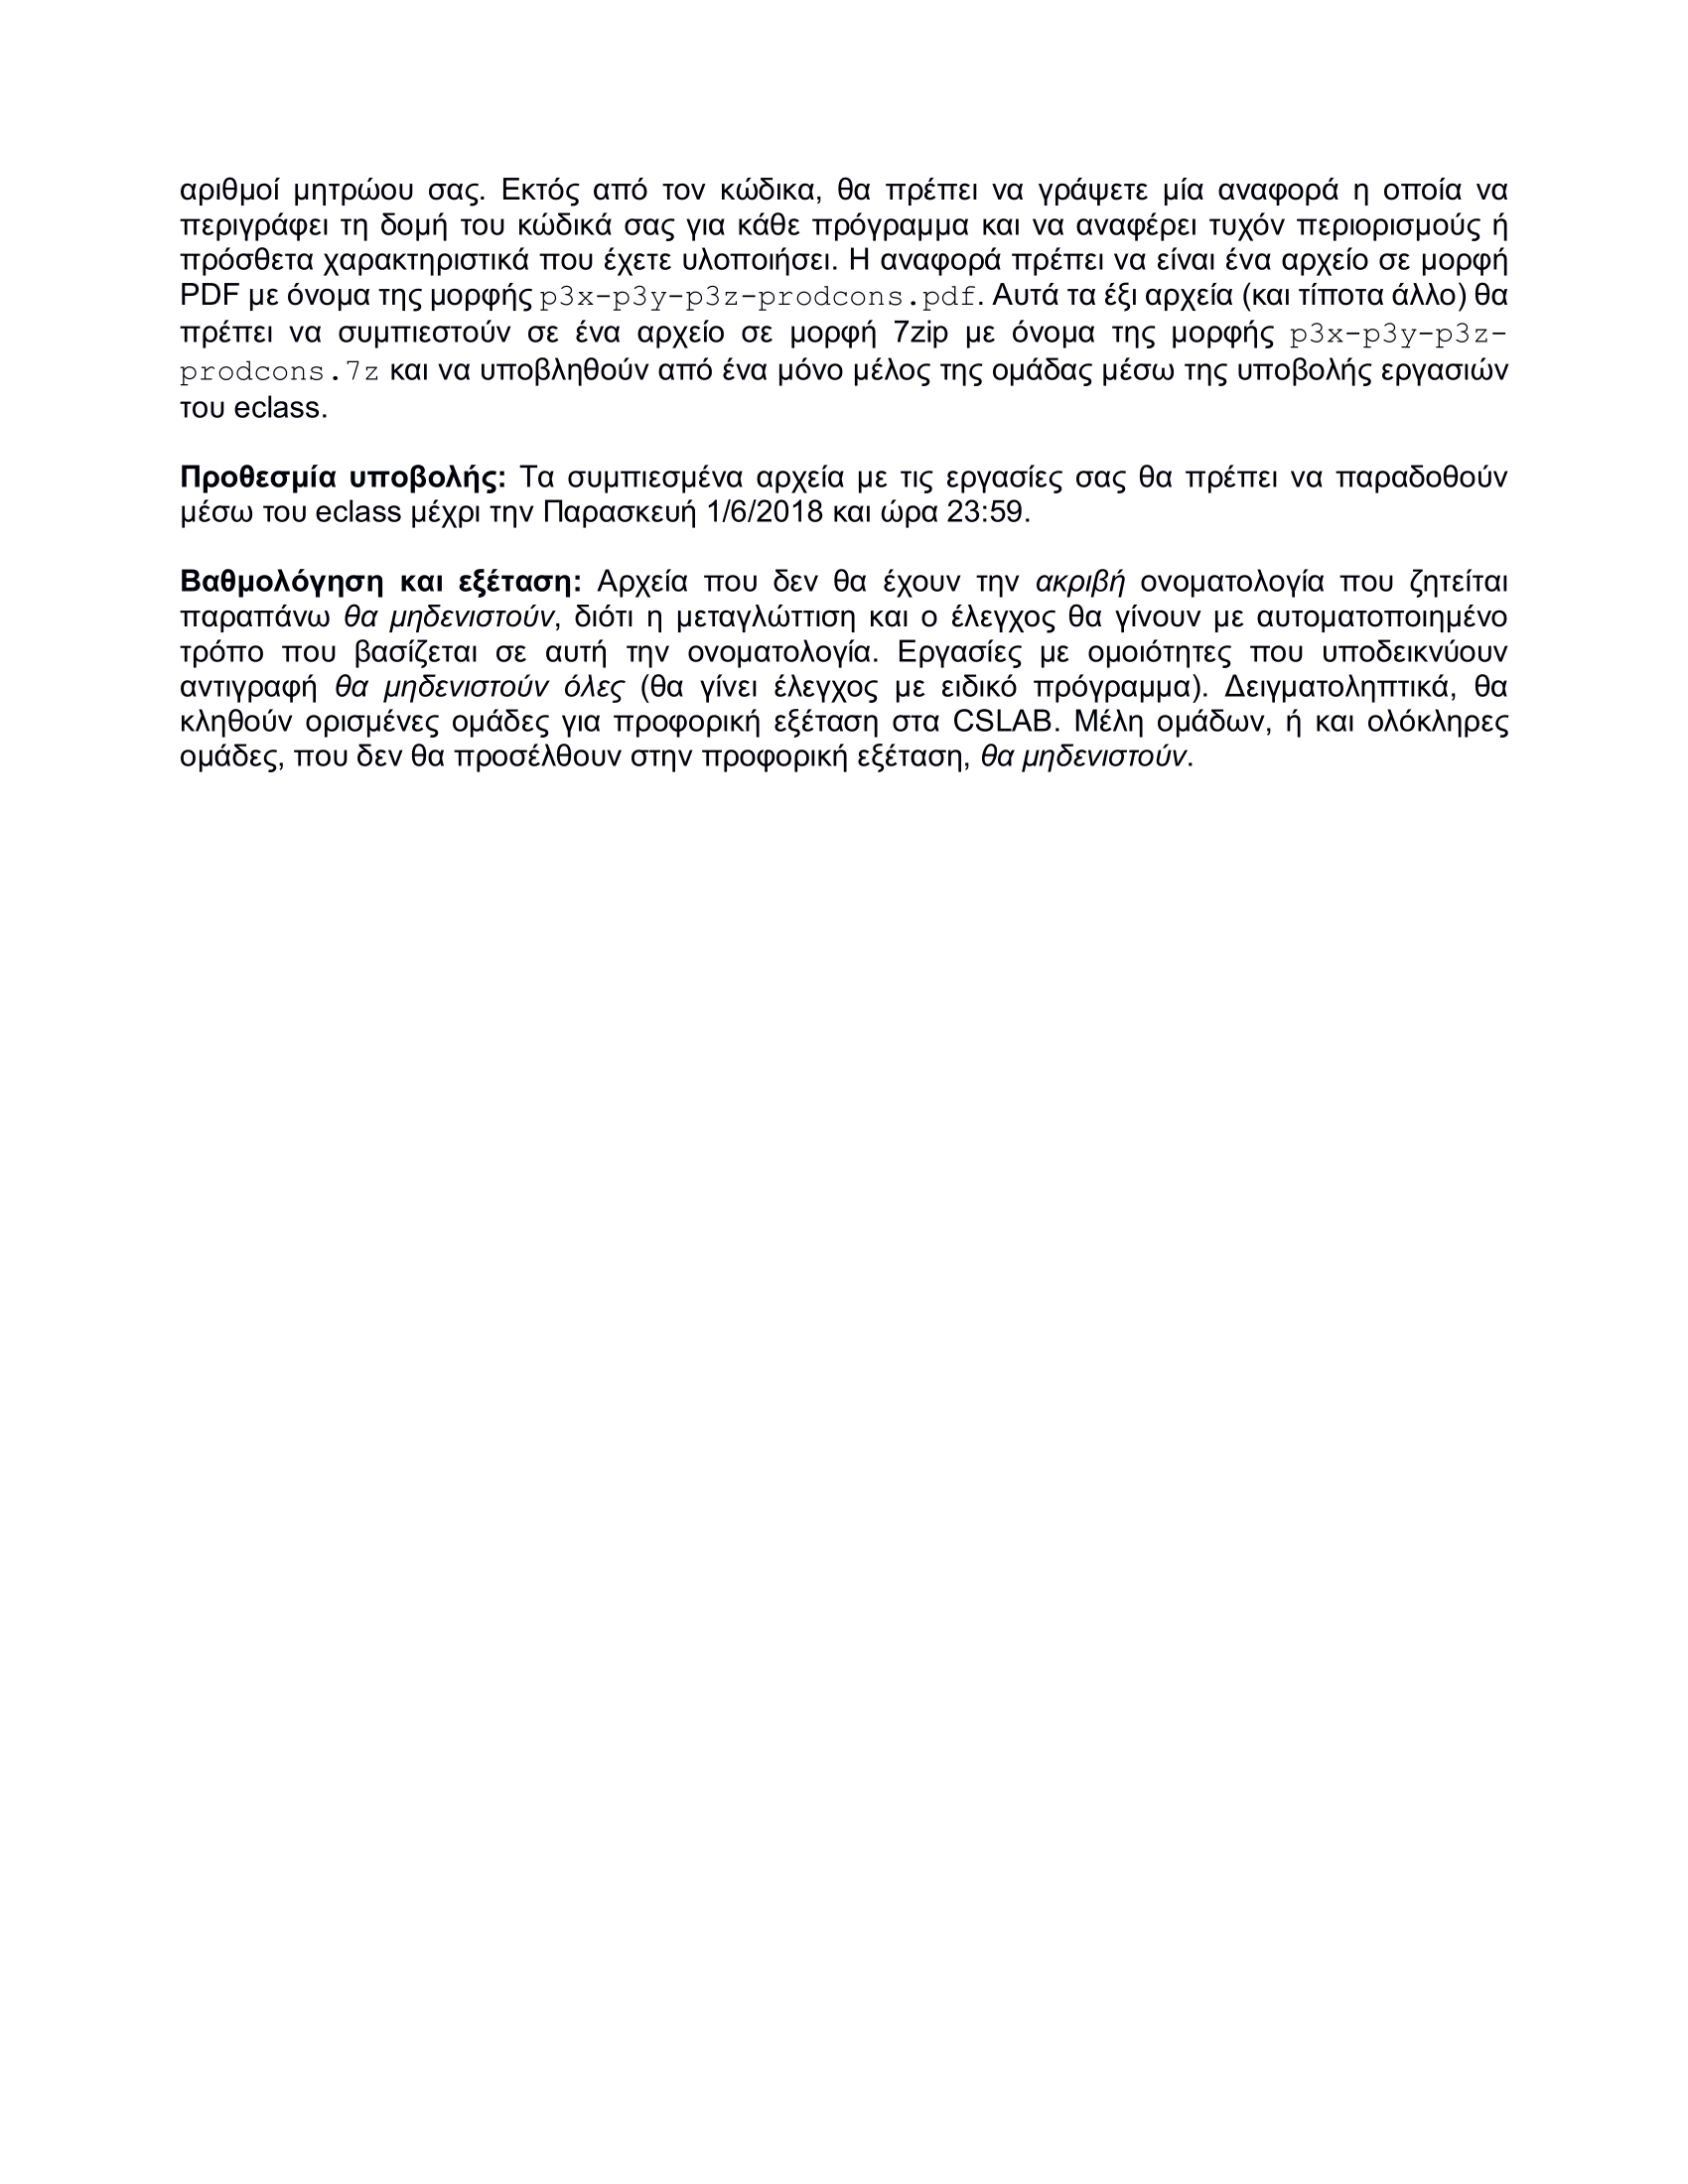 αριθμοί μητρώου σας. Εκτός από τον κώδικα, θα πρέπει να γράψετε μία αναφορά η οποία να
περιγράφει τη δομή του κώδικά σας για κάθε πρόγραμμα και να αναφέρει τυχόν περιορισμούς ή
πρόσθετα χαρακτηριστικά που έχετε υλοποιήσει. Η αναφορά πρέπει να είναι ένα αρχείο σε μορφή
PDF με όνομα της μορφής p3x-p3y-p3z-prodcons.pdf. Αυτά τα έξι αρχεία (και τίποτα άλλο) θα
πρέπει να συμπιεστούν σε ένα αρχείο σε μορφή 7zip με όνομα της μορφής p3x-p3y-p3z-
prodcons.7z και να υποβληθούν από ένα μόνο μέλος της ομάδας μέσω της υποβολής εργασιών
του eclass.
Προθεσμία υποβολής: Τα συμπιεσμένα αρχεία με τις εργασίες σας θα πρέπει να παραδοθούν
μέσω του eclass μέχρι την Παρασκευή 1/6/2018 και ώρα 23:59.
Βαθμολόγηση και εξέταση: Αρχεία που δεν θα έχουν την ακριβή ονοματολογία που ζητείται
παραπάνω θα μηδενιστούν, διότι η μεταγλώττιση και ο έλεγχος θα γίνουν με αυτοματοποιημένο
τρόπο που βασίζεται σε αυτή την ονοματολογία. Εργασίες με ομοιότητες που υποδεικνύουν
αντιγραφή θα μηδενιστούν όλες (θα γίνει έλεγχος με ειδικό πρόγραμμα). Δειγματοληπτικά, θα
κληθούν ορισμένες ομάδες για προφορική εξέταση στα CSLAB. Μέλη ομάδων, ή και ολόκληρες
ομάδες, που δεν θα προσέλθουν στην προφορική εξέταση, θα μηδενιστούν.